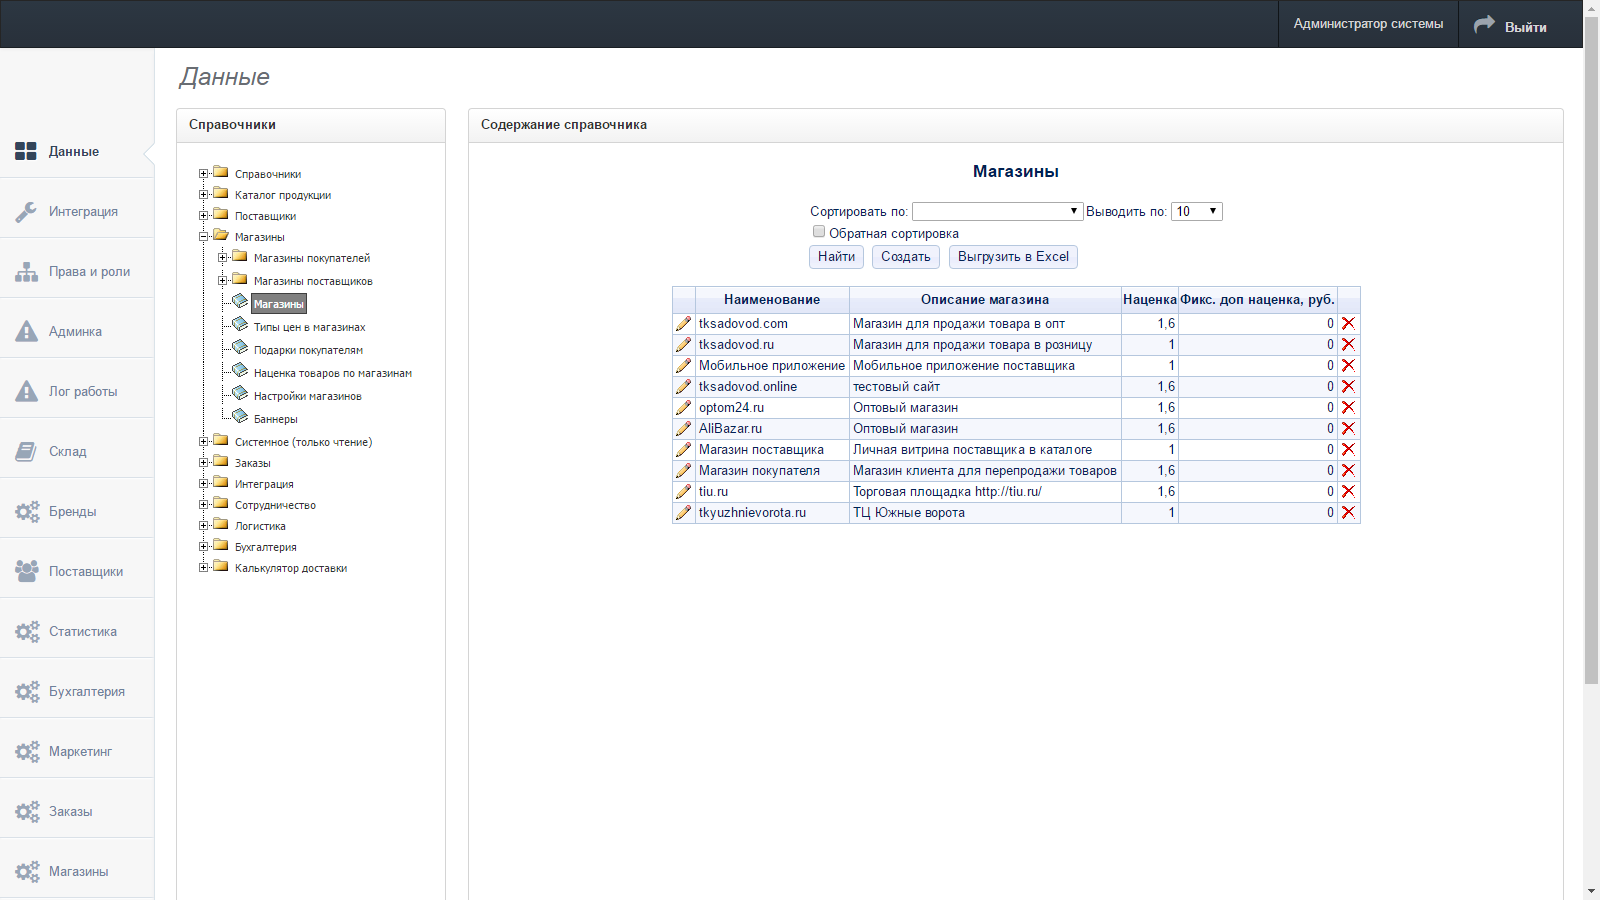 Администратор системы
Выйти
Данные
Данные
Интеграция
Права и роли
Админка
Лог работы
Склад
Бренды
Поставщики
Статистика
Бухгалтерия
Маркетинг
Заказы
Магазины
Справочники
Справочники
Каталог продукции
Поставщики
Магазины
Магазины покупателей
Магазины поставщиков
Магазины
Типы цен в магазинах
Подарки покупателям
Наценка товаров по магазинам
Настройки магазинов
Баннеры
Системное (только чтение)
Заказы
Интеграция
Сотрудничество
Логистика
Бухгалтерия
Калькулятор доставки
Содержание справочника
Магазины
Сортировать по: Выводить по: 10
Обратная сортировка
Найти Создать Выгрузить в Excel
Наименование Описание магазина Наценка Фикс. доп наценка, руб.
tksadovod.com Магазин для продажи товара в опт 1,6 0
tksadovod.ru Магазин для продажи товара в розницу 1 0
Мобильное приложение Мобильное приложение поставщика 1 0
tksadovod.online тестовый сайт 1,6 0
optom24.ru Оптовый магазин 1,6 0
AliBazar.ru Оптовый магазин 1,6 0
Магазин поставщика Личная витрина поставщика в каталоге 1 0
Магазин покупателя Магазин клиента для перепродажи товаров 1,6 0
tiu.ru Торговая площадка http://tiu.ru/ 1,6 0
tkyuzhnievorota.ru ТЦ Южные ворота 1 0